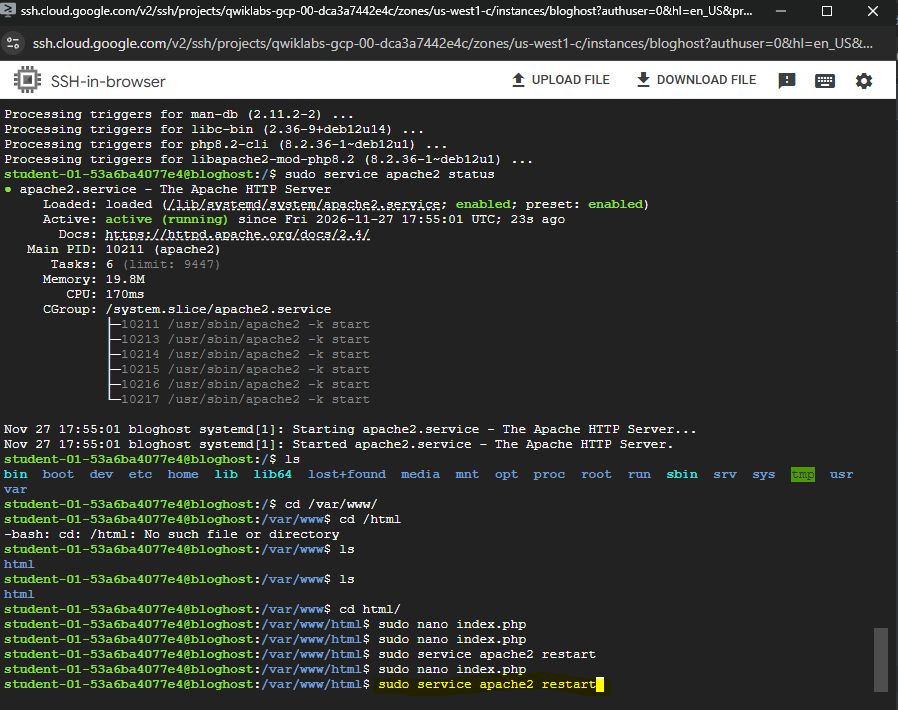 ssh.cloud.google.com/v2/ssh/projects/qwiklabs-gcp-00-dca3a7442e4c/zones/us-west1-c/instances/bloghost?authuser=0&hl=en_US&pr...
ssh.cloud.google.com/v2/ssh/projects/qwiklabs-gcp-00-dca3a7442e4c/zones/us-west1-c/instances/bloghost?authuser=0&hl=en_US&...
SSH-in-browser UPLOAD FILE DOWNLOAD FILE
Processing triggers for man-db (2.11.2-2) ...
Processing triggers for libc-bin (2.36-9+deb12u14) ...
Processing triggers for php8.2-cli (8.2.36-1~deb12u1) ...
Processing triggers for libapache2-mod-php8.2 (8.2.36-1~deb12u1) ...
student-01-53a6ba4077e4@bloghost:/$ sudo service apache2 status
● apache2.service - The Apache HTTP Server
Loaded: loaded (/lib/systemd/system/apache2.service; enabled; preset: enabled)
Active: active (running) since Fri 2026-11-27 17:55:01 UTC; 23s ago
Docs: https://httpd.apache.org/docs/2.4/
Main PID: 10211 (apache2)
Tasks: 6 (limit: 9447)
Memory: 19.8M
CPU: 170ms
CGroup: /system.slice/apache2.service
├─10211 /usr/sbin/apache2 -k start
├─10213 /usr/sbin/apache2 -k start
├─10214 /usr/sbin/apache2 -k start
├─10215 /usr/sbin/apache2 -k start
├─10216 /usr/sbin/apache2 -k start
└─10217 /usr/sbin/apache2 -k start
Nov 27 17:55:01 bloghost systemd[1]: Starting apache2.service - The Apache HTTP Server...
Nov 27 17:55:01 bloghost systemd[1]: Started apache2.service - The Apache HTTP Server.
student-01-53a6ba4077e4@bloghost:/$ ls
bin boot dev etc home lib lib64 lost+found media mnt opt proc root run sbin srv sys tmp usr
var
student-01-53a6ba4077e4@bloghost:/$ cd /var/www/
student-01-53a6ba4077e4@bloghost:/var/www$ cd /html
-bash: cd: /html: No such file or directory
student-01-53a6ba4077e4@bloghost:/var/www$ ls
html
student-01-53a6ba4077e4@bloghost:/var/www$ ls
html
student-01-53a6ba4077e4@bloghost:/var/www$ cd html/
student-01-53a6ba4077e4@bloghost:/var/www/html$ sudo nano index.php
student-01-53a6ba4077e4@bloghost:/var/www/html$ sudo nano index.php
student-01-53a6ba4077e4@bloghost:/var/www/html$ sudo service apache2 restart
student-01-53a6ba4077e4@bloghost:/var/www/html$ sudo nano index.php
student-01-53a6ba4077e4@bloghost:/var/www/html$ sudo service apache2 restart